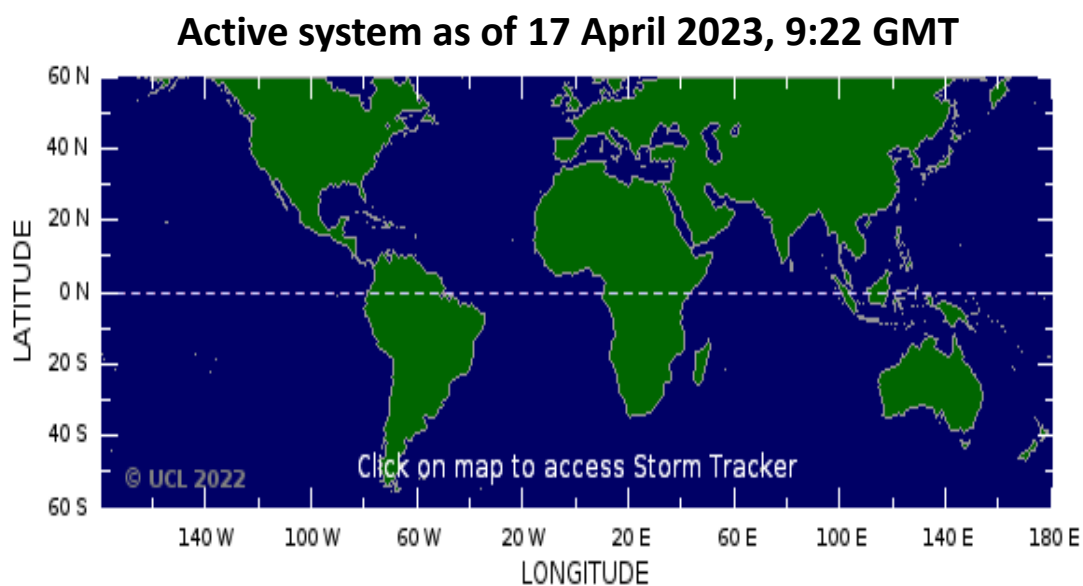 Active system as of 17 April 2023, 9:22 GMT
60 N
40 N
20 N
0 N
20 S
40 S
60 S
LATITUDE
Click on map to access Storm Tracker
© UCL 2022
140 W 100 W 60 W 20 W 20 E 60 E 100 E 140 E 180 E
LONGITUDE